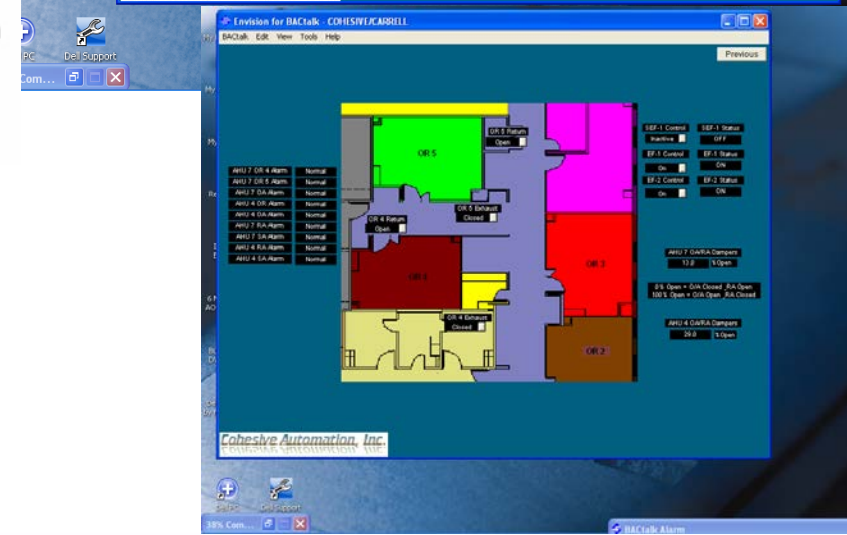 PC
Dell Support
Com...
Envision for BACtalk - COHESIVE/CARRELL
BACtalk Edit View Tools Help
Previous
OR 5 Return
Open
OR 5
SEF-1 Control SEF-1 Status
Inactive OFF
EF-1 Control EF-1 Status
On ON
EF-2 Control EF-2 Status
On ON
AHU 7 OR 4 Alarm Normal
AHU 7 OR 5 Alarm Normal
AHU 7 OA Alarm Normal
AHU 4 OR Alarm Normal
AHU 4 OA Alarm Normal
AHU 7 RA Alarm Normal
AHU 7 SA Alarm Normal
AHU 4 RA Alarm Normal
AHU 4 SA Alarm Normal
OR 5 Exhaust
Closed
OR 4 Return
Open
OR 3
AHU 7 OA/RA Dampers
13.0 % Open
0% Open = O/A Closed _RA Open
100% Open = O/A Open _RA Closed
OR 4 Exhaust
Closed
AHU 4 OA/RA Dampers
20.0 % Open
OR 2
Cohesive Automation, Inc.
Dell Support
38% Com...
BACtalk Alarm